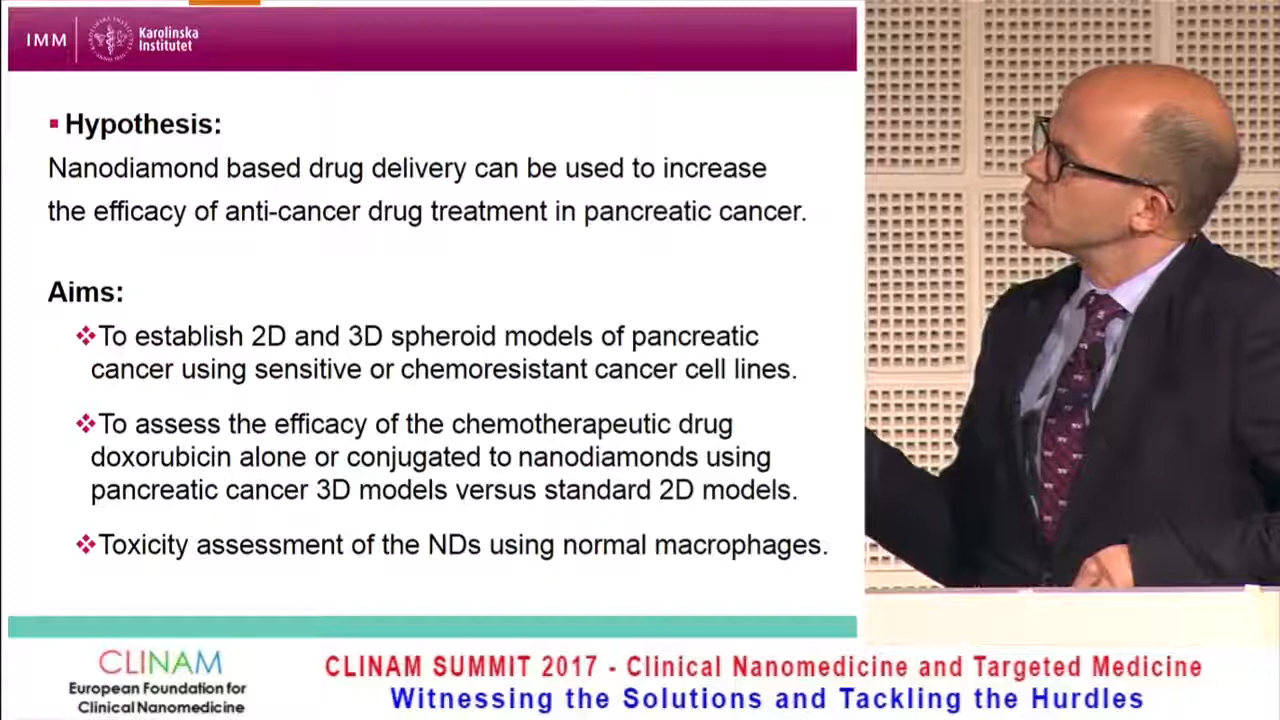 IMM
Karolinska
Institutet
Hypothesis:
Nanodiamond based drug delivery can be used to increase
the efficacy of anti-cancer drug treatment in pancreatic cancer.
Aims:
To establish 2D and 3D spheroid models of pancreatic
cancer using sensitive or chemoresistant cancer cell lines.
To assess the efficacy of the chemotherapeutic drug
doxorubicin alone or conjugated to nanodiamonds using
pancreatic cancer 3D models versus standard 2D models.
Toxicity assessment of the NDs using normal macrophages.
CLINAM
European Foundation for
Clinical Nanomedicine
CLINAM SUMMIT 2017 - Clinical Nanomedicine and Targeted Medicine
Witnessing the Solutions and Tackling the Hurdles